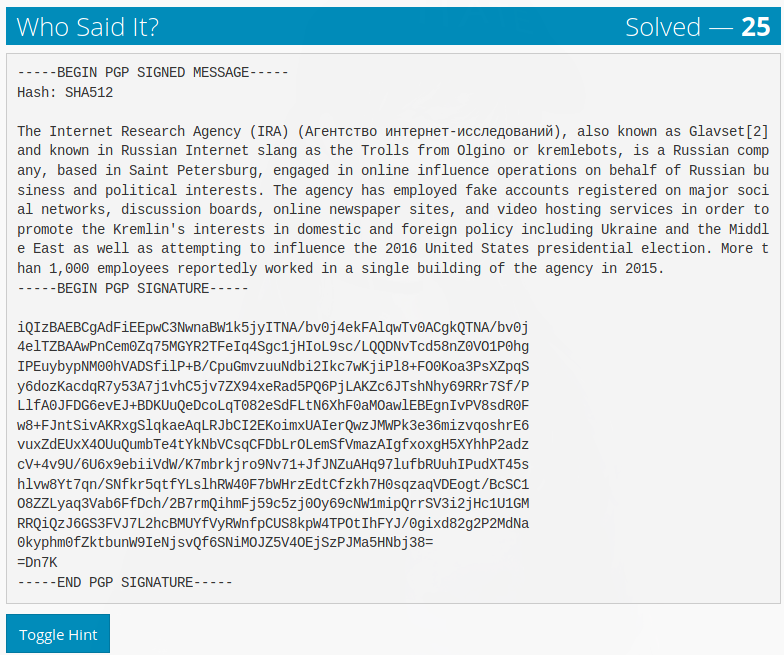 Who Said It?
Solved — 25
-----BEGIN PGP SIGNED MESSAGE-----
Hash: SHA512
The Internet Research Agency (IRA) (Агентство интернет-исследований), also known as Glavset[2]
and known in Russian Internet slang as the Trolls from Olgino or kremlebots, is a Russian comp
any, based in Saint Petersburg, engaged in online influence operations on behalf of Russian bu
siness and political interests. The agency has employed fake accounts registered on major soci
al networks, discussion boards, online newspaper sites, and video hosting services in order to
promote the Kremlin's interests in domestic and foreign policy including Ukraine and the Middl
e East as well as attempting to influence the 2016 United States presidential election. More t
han 1,000 employees reportedly worked in a single building of the agency in 2015.
-----BEGIN PGP SIGNATURE-----
iQIzBAEBCgAdFiEEpwC3NwnaBW1k5jyITNA/bv0j4ekFAlqwTv0ACgkQTNA/bv0j
4elTZBAAwPnCem0Zq75MGYR2TFeIq4Sgc1jHIoL9sc/LQQDNvTcd58nZ0VO1P0hg
IPEuybypNM00hVADSfilP+B/CpuGmvzuuNdbi2Ikc7wKjiPl8+FO0Koa3PsXZpqS
y6dozKacdqR7y53A7j1vhC5jv7ZX94xeRad5PQ6PjLAKZc6JTshNhy69RRr7Sf/P
LlfA0JFDG6evEJ+BDKUuQeDcoLqT082eSdFLtN6XhF0aMOawlEBEgnIvPV8sdR0F
w8+FJntSivAKRxgSlqkaeAqLRJbCI2EKoimxUAIerQwzJMWPk3e36mizvqoshrE6
vuxZdEUxX4OUuQumbTe4tYkNbVCsqCFDbLrOLemSfVmazAIgfxoxgH5XYhhP2adz
cV+4v9U/6U6x9ebiiVdW/K7mbrkjro9Nv71+JfJNZuAHq97lufbRUuhIPudXT45s
hlvw8Yt7qn/SNfkr5qtfYLslhRW40F7bWHrzEdtCfzkh7H0sqzaqVDEogt/BcSC1
O8ZZLyaq3Vab6FfDch/2B7rmQihmFj59c5zj0Oy69cNW1mipQrrSV3i2jHc1U1GM
RRQiQzJ6GS3FVJ7L2hcBMUYfVyRWnfpCUS8kpW4TPOtIhFYJ/0gixd82g2P2MdNa
0kyphm0fZktbunW9IeNjsvQf6SNiMOJZ5V4OEjSzPJMa5HNbj38=
=Dn7K
-----END PGP SIGNATURE-----
Toggle Hint